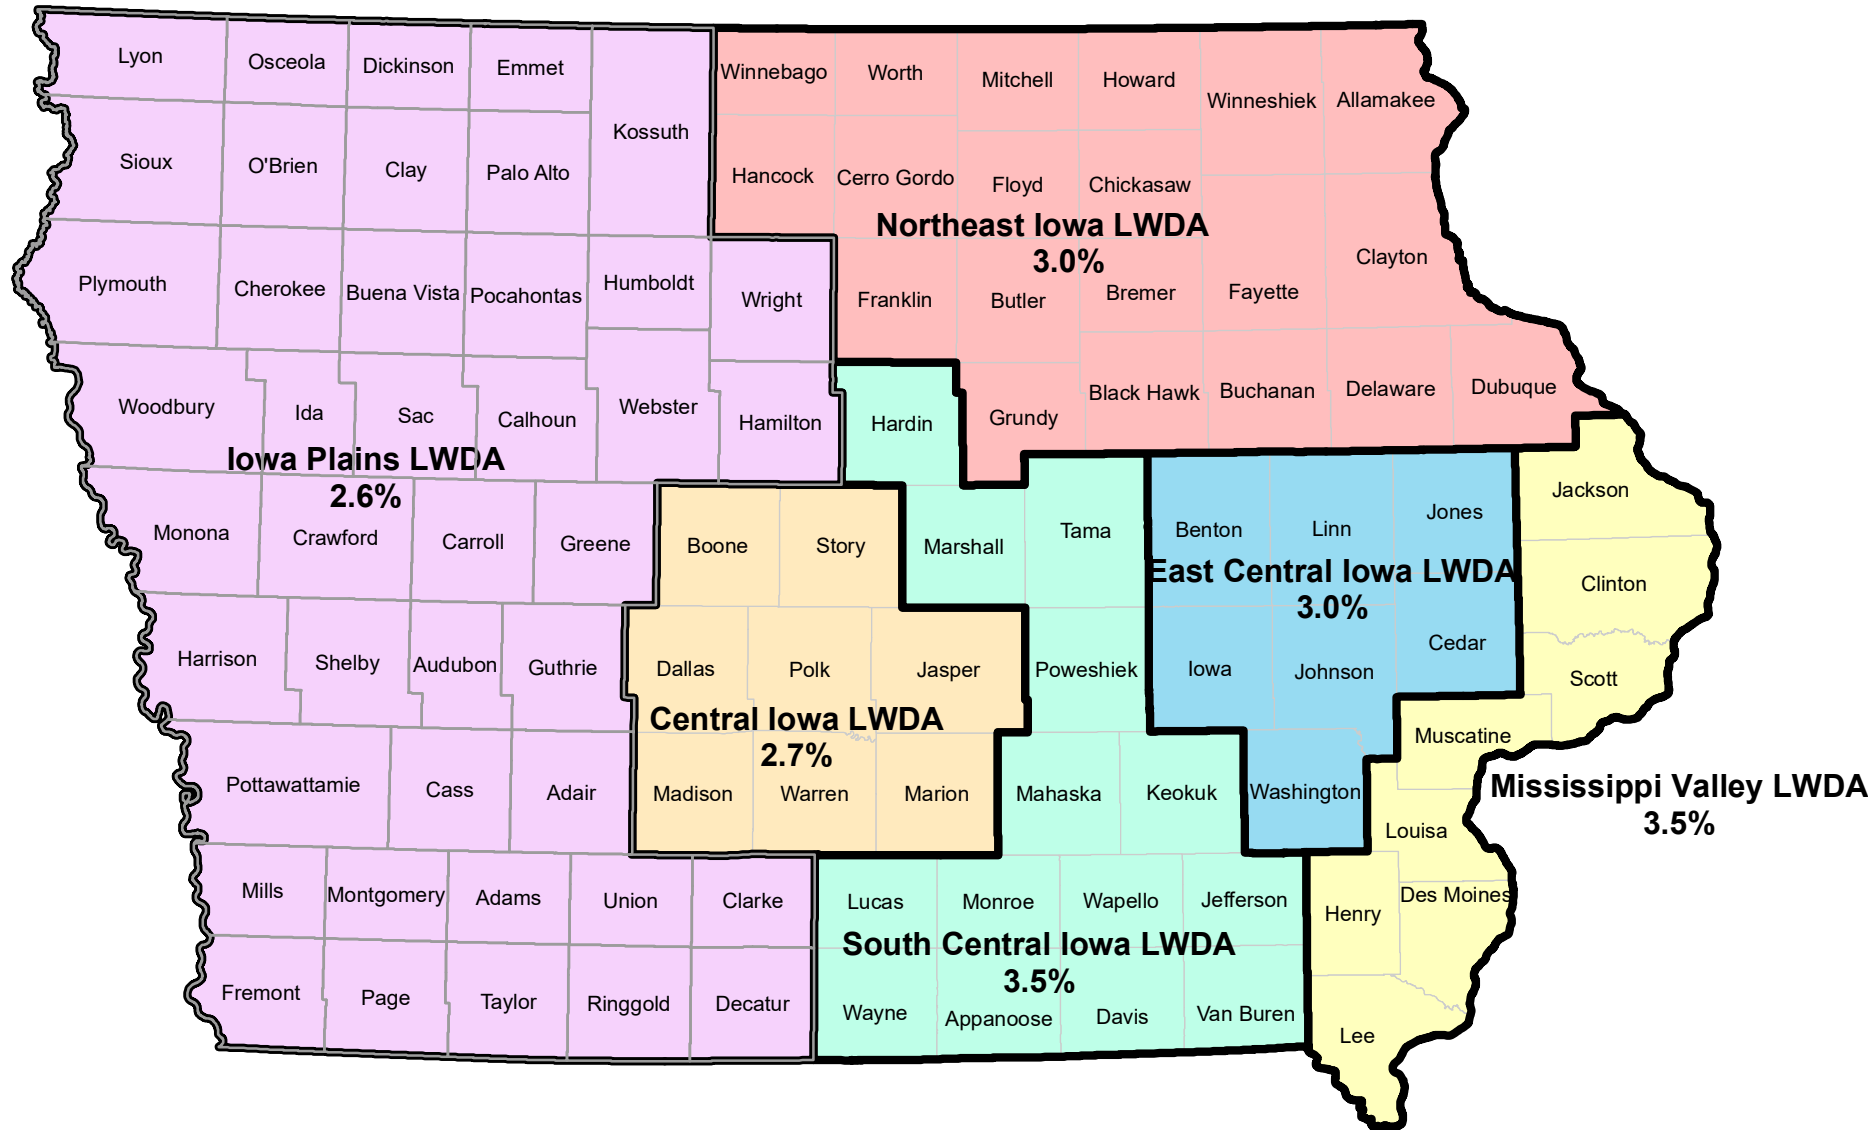 Lyon
Osceola
Dickinson
Emmet
Kossuth
Winnebago
Worth
Mitchell
Howard
Winneshiek
Allamakee
Sioux
O'Brien
Clay
Palo Alto
Hancock
Cerro Gordo
Floyd
Chickasaw
Northeast Iowa LWDA
3.0%
Clayton
Plymouth
Cherokee
Buena Vista
Pocahontas
Humboldt
Wright
Franklin
Butler
Bremer
Fayette
Woodbury
Ida
Sac
Calhoun
Webster
Hamilton
Hardin
Grundy
Black Hawk
Buchanan
Delaware
Dubuque
Iowa Plains LWDA
2.6%
Monona
Crawford
Carroll
Greene
Boone
Story
Marshall
Tama
Benton
Linn
Jones
Jackson
East Central Iowa LWDA
3.0%
Clinton
Harrison
Shelby
Audubon
Guthrie
Dallas
Polk
Jasper
Poweshiek
Iowa
Johnson
Cedar
Scott
Central Iowa LWDA
2.7%
Muscatine
Pottawattamie
Cass
Adair
Madison
Warren
Marion
Mahaska
Keokuk
Washington
Mississippi Valley LWDA
3.5%
Louisa
Mills
Montgomery
Adams
Union
Clarke
Lucas
Monroe
Wapello
Jefferson
Henry
Des Moines
South Central Iowa LWDA
3.5%
Fremont
Page
Taylor
Ringgold
Decatur
Wayne
Appanoose
Davis
Van Buren
Lee